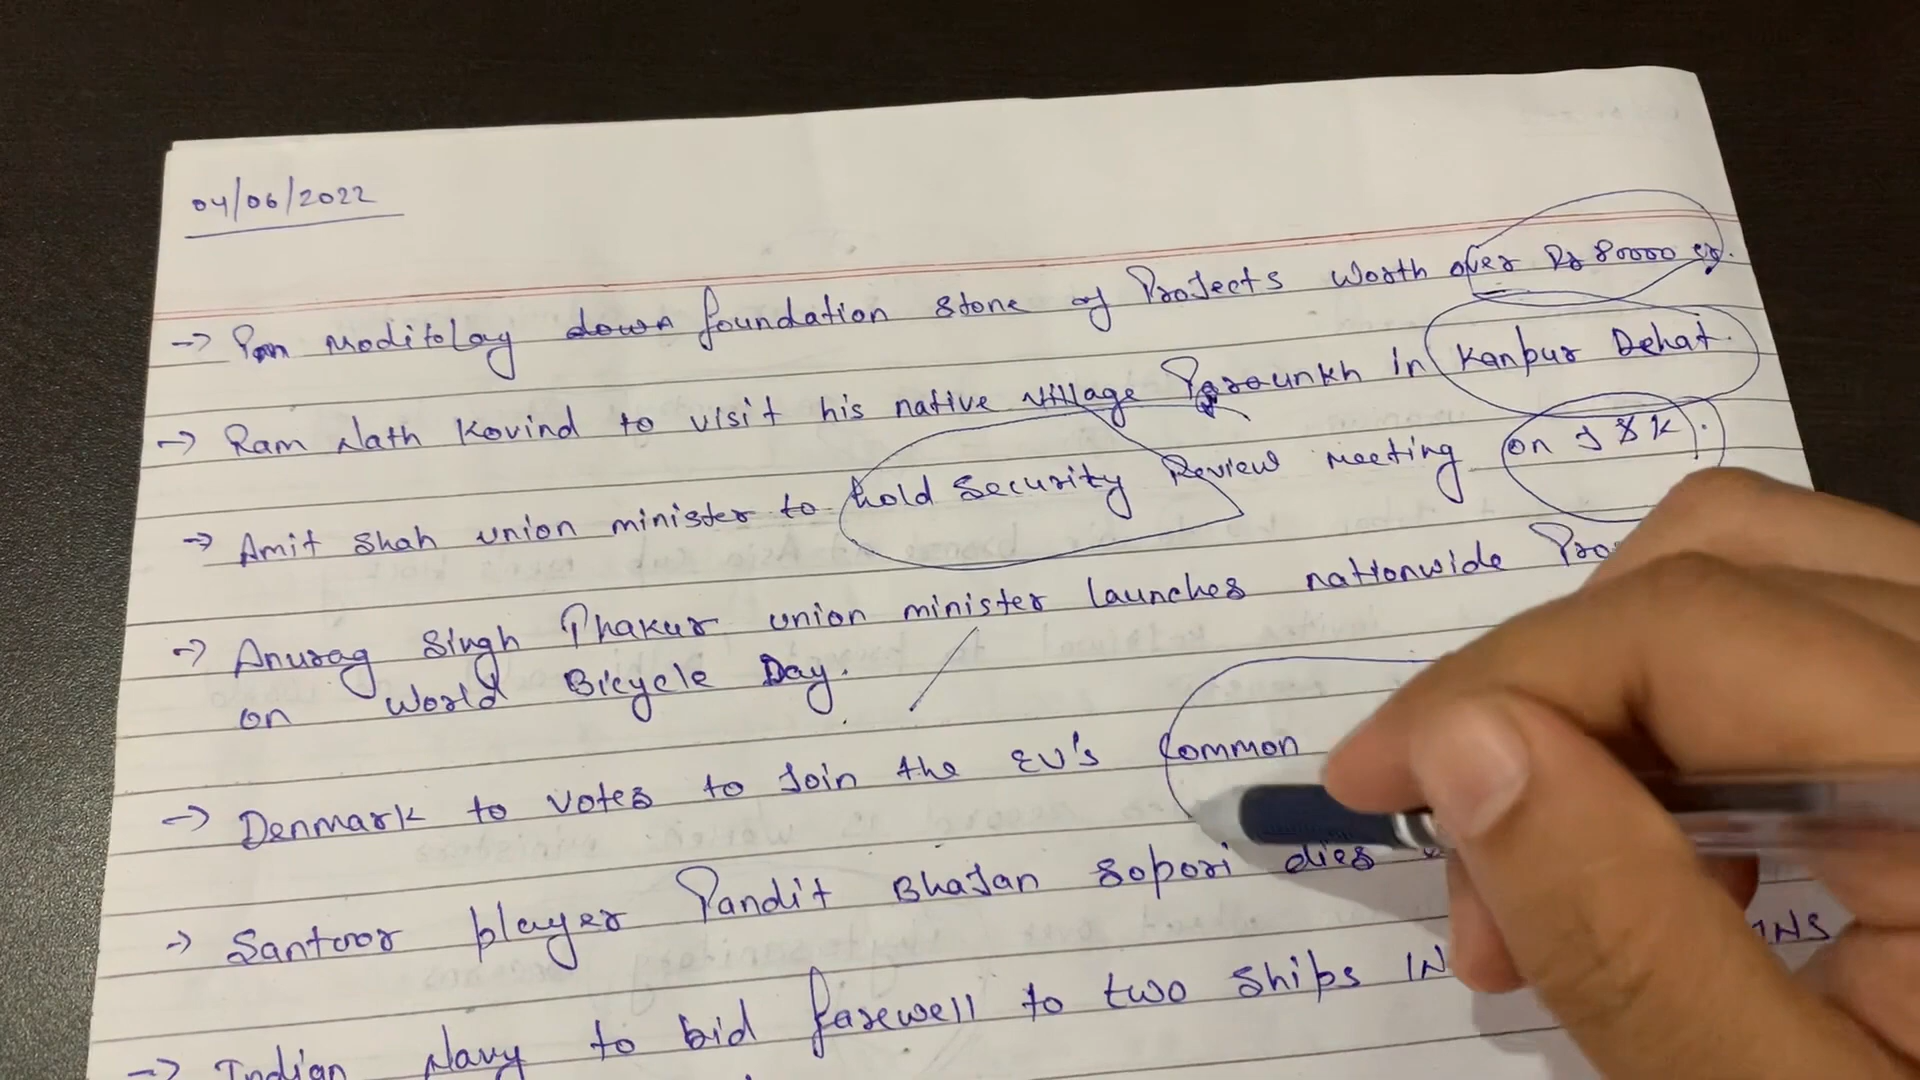 04/06/2022
→ Pm Modi to lay down foundation stone of Projects worth over Rs 80000 cr.
→ Ram Nath Kovind to visit his native village Paraunkh in Kanpur Dehat.
→ Amit Shah union minister to hold Security Review meeting on J & K.
→ Anurag Singh Thakur union minister launches nationwide
on World Bicycle Day.
→ Denmark to votes to Join the EU's Common
→ Santoor player Pandit Bhajan Sopori dies
→ Indian Navy to bid farewell to two ships INS